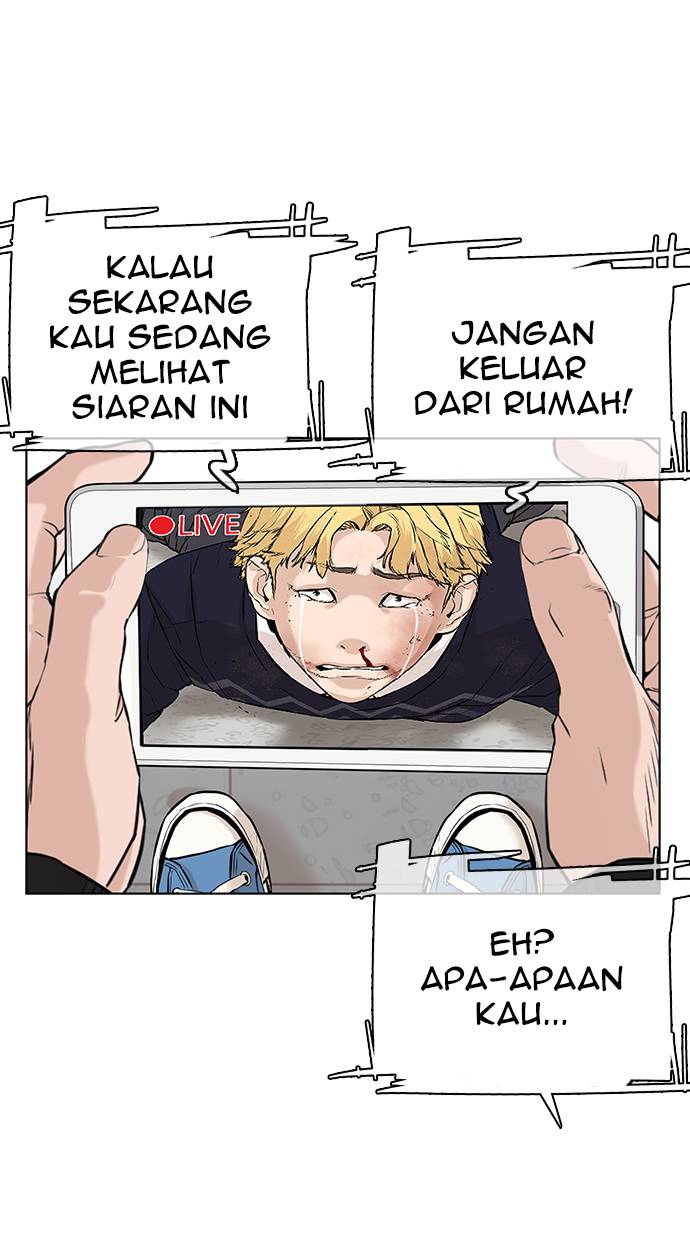 KALAU
SEKARANG
KAU SEDANG
MELIHAT
SIARAN INI
JANGAN
KELUAR
DARI RUMAH!
LIVE
EH?
APA-APAAN
KAU...